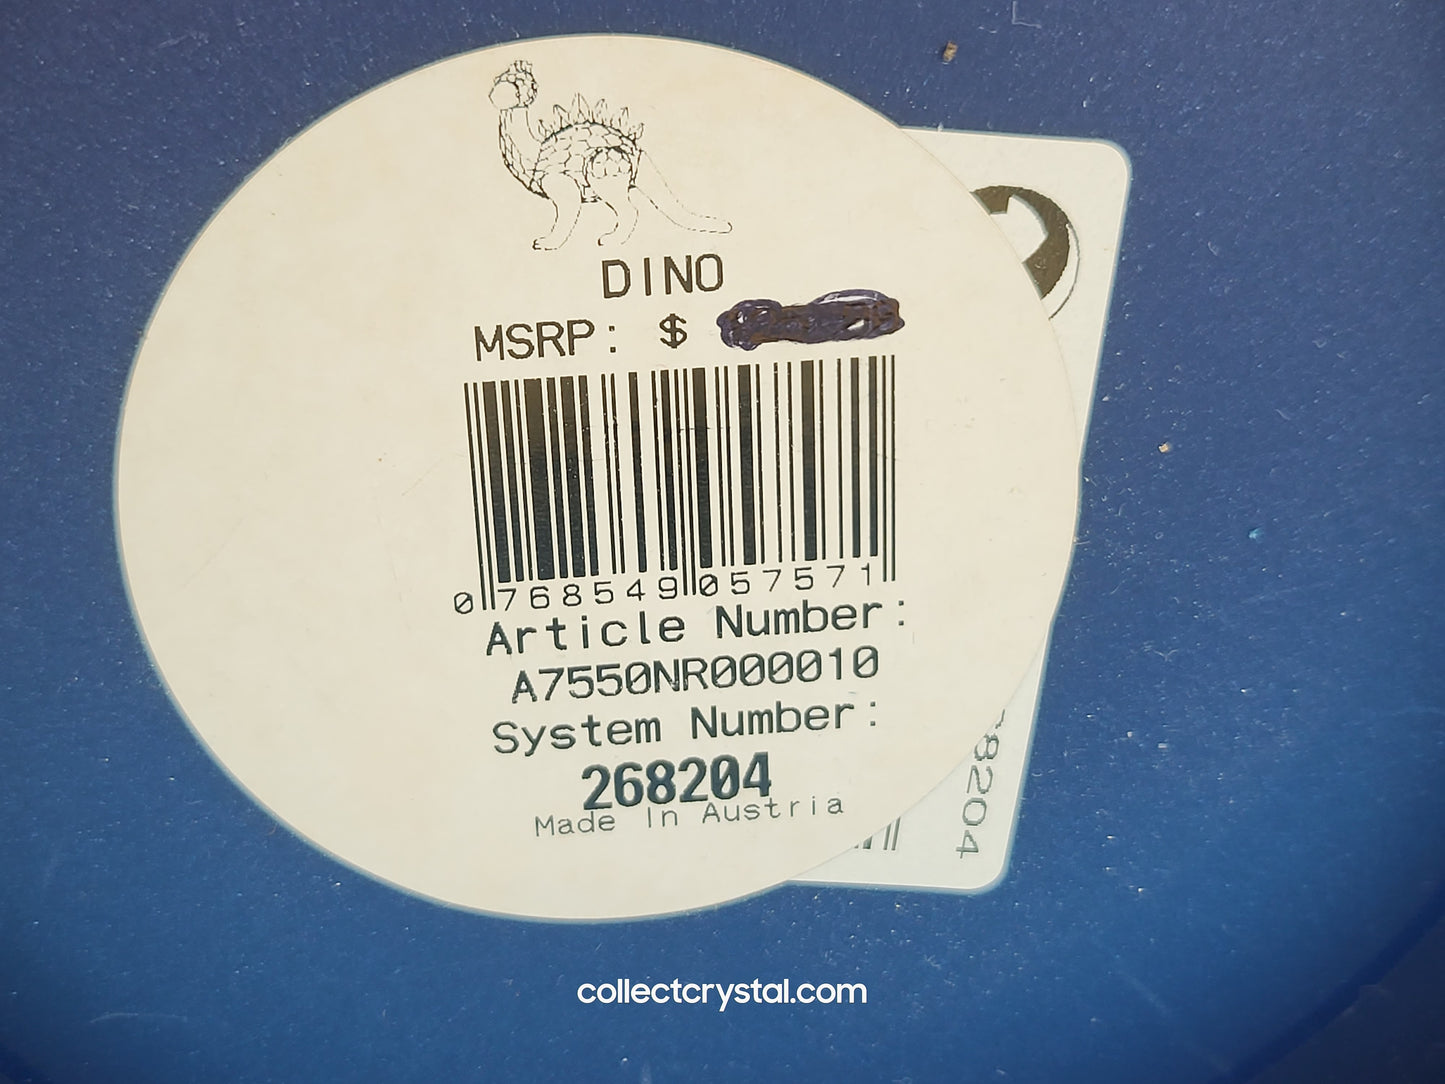 DINO
MSRP: $
0 768549 057571
Article Number:
A7550NR000010
System Number:
268204
Made In Austria
8204
collectcrystal.com